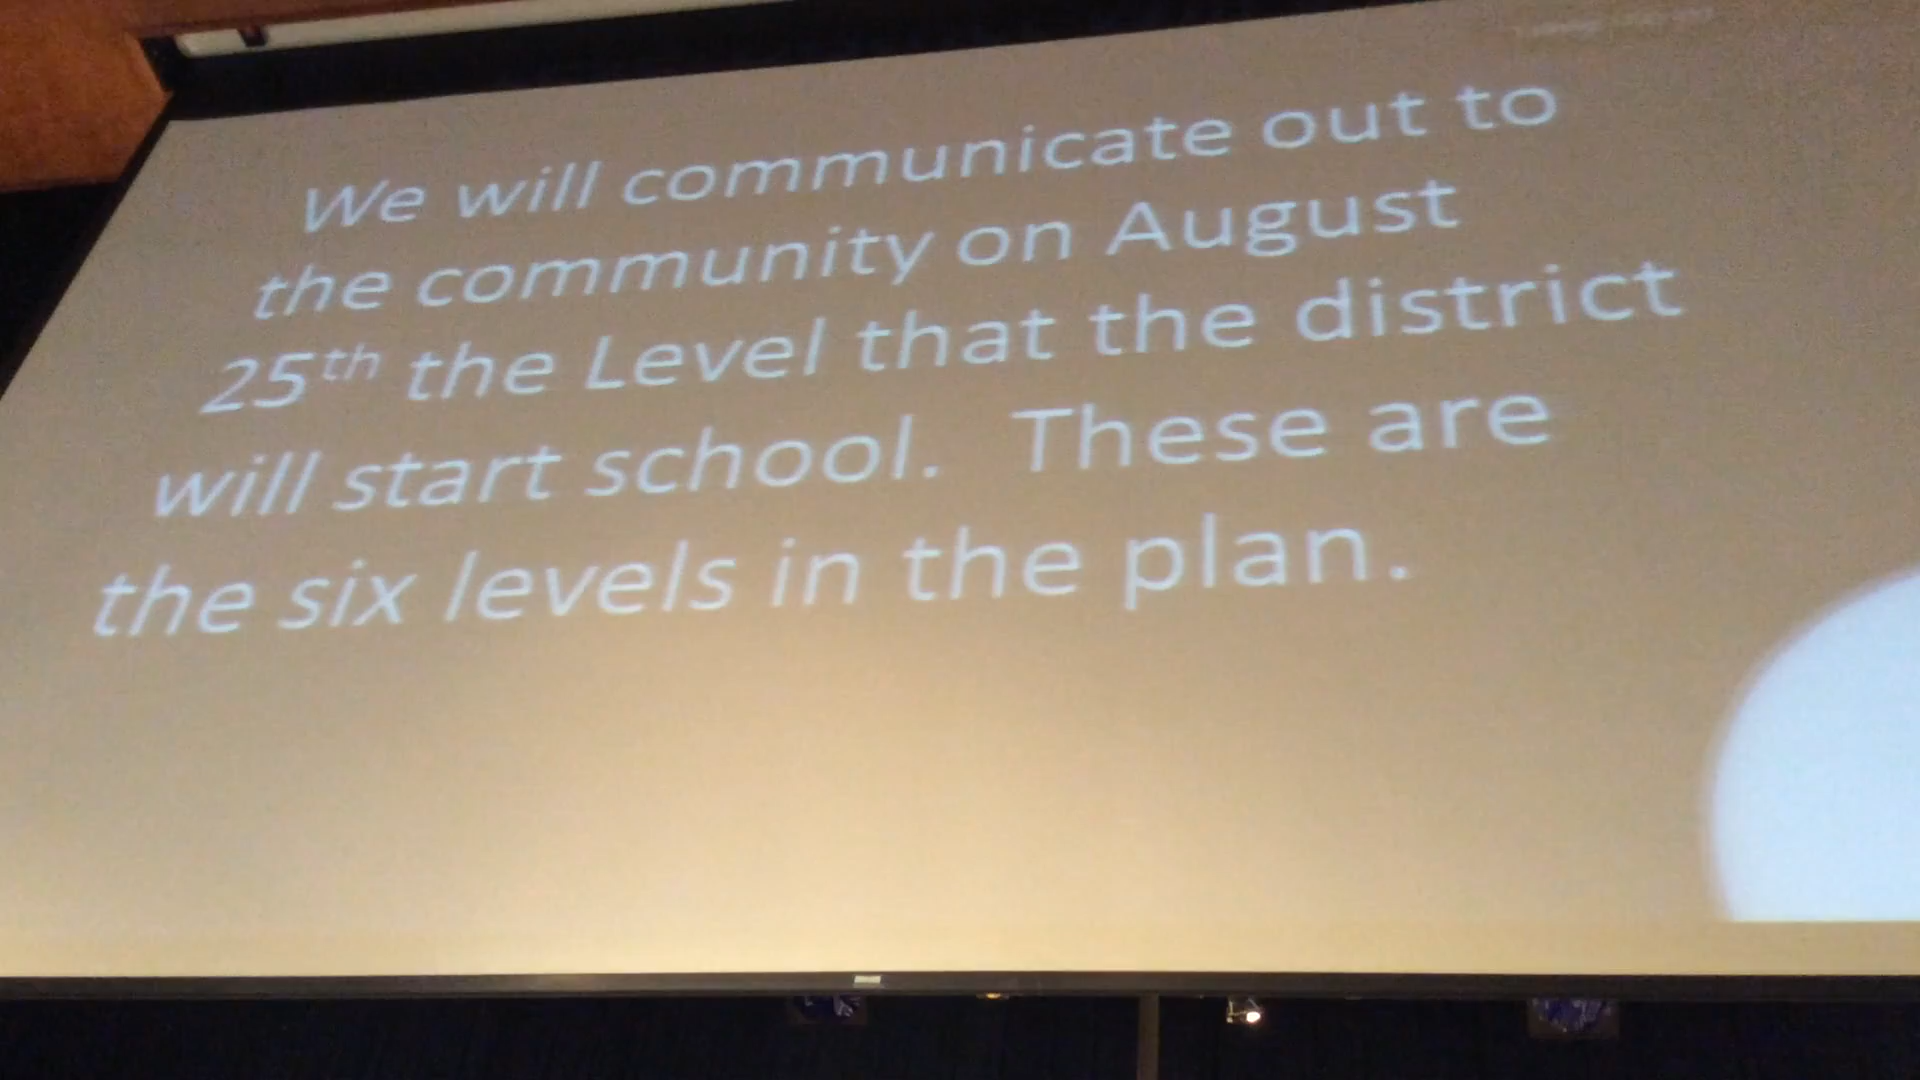 We will communicate out to
the community on August
25th the Level that the district
will start school. These are
the six levels in the plan.